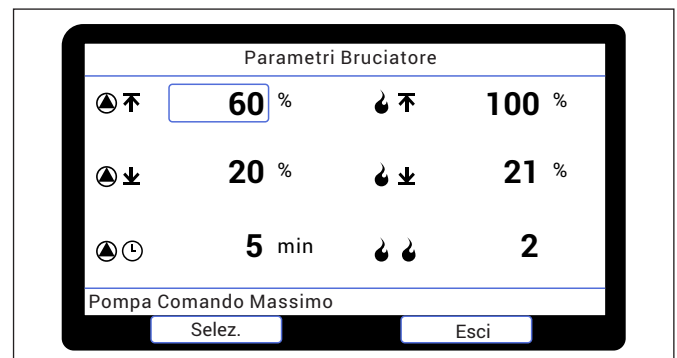 Parametri Bruciatore
60 % 100 %
20 % 21 %
5 min 2
Pompa Comando Massimo
Selez. Esci